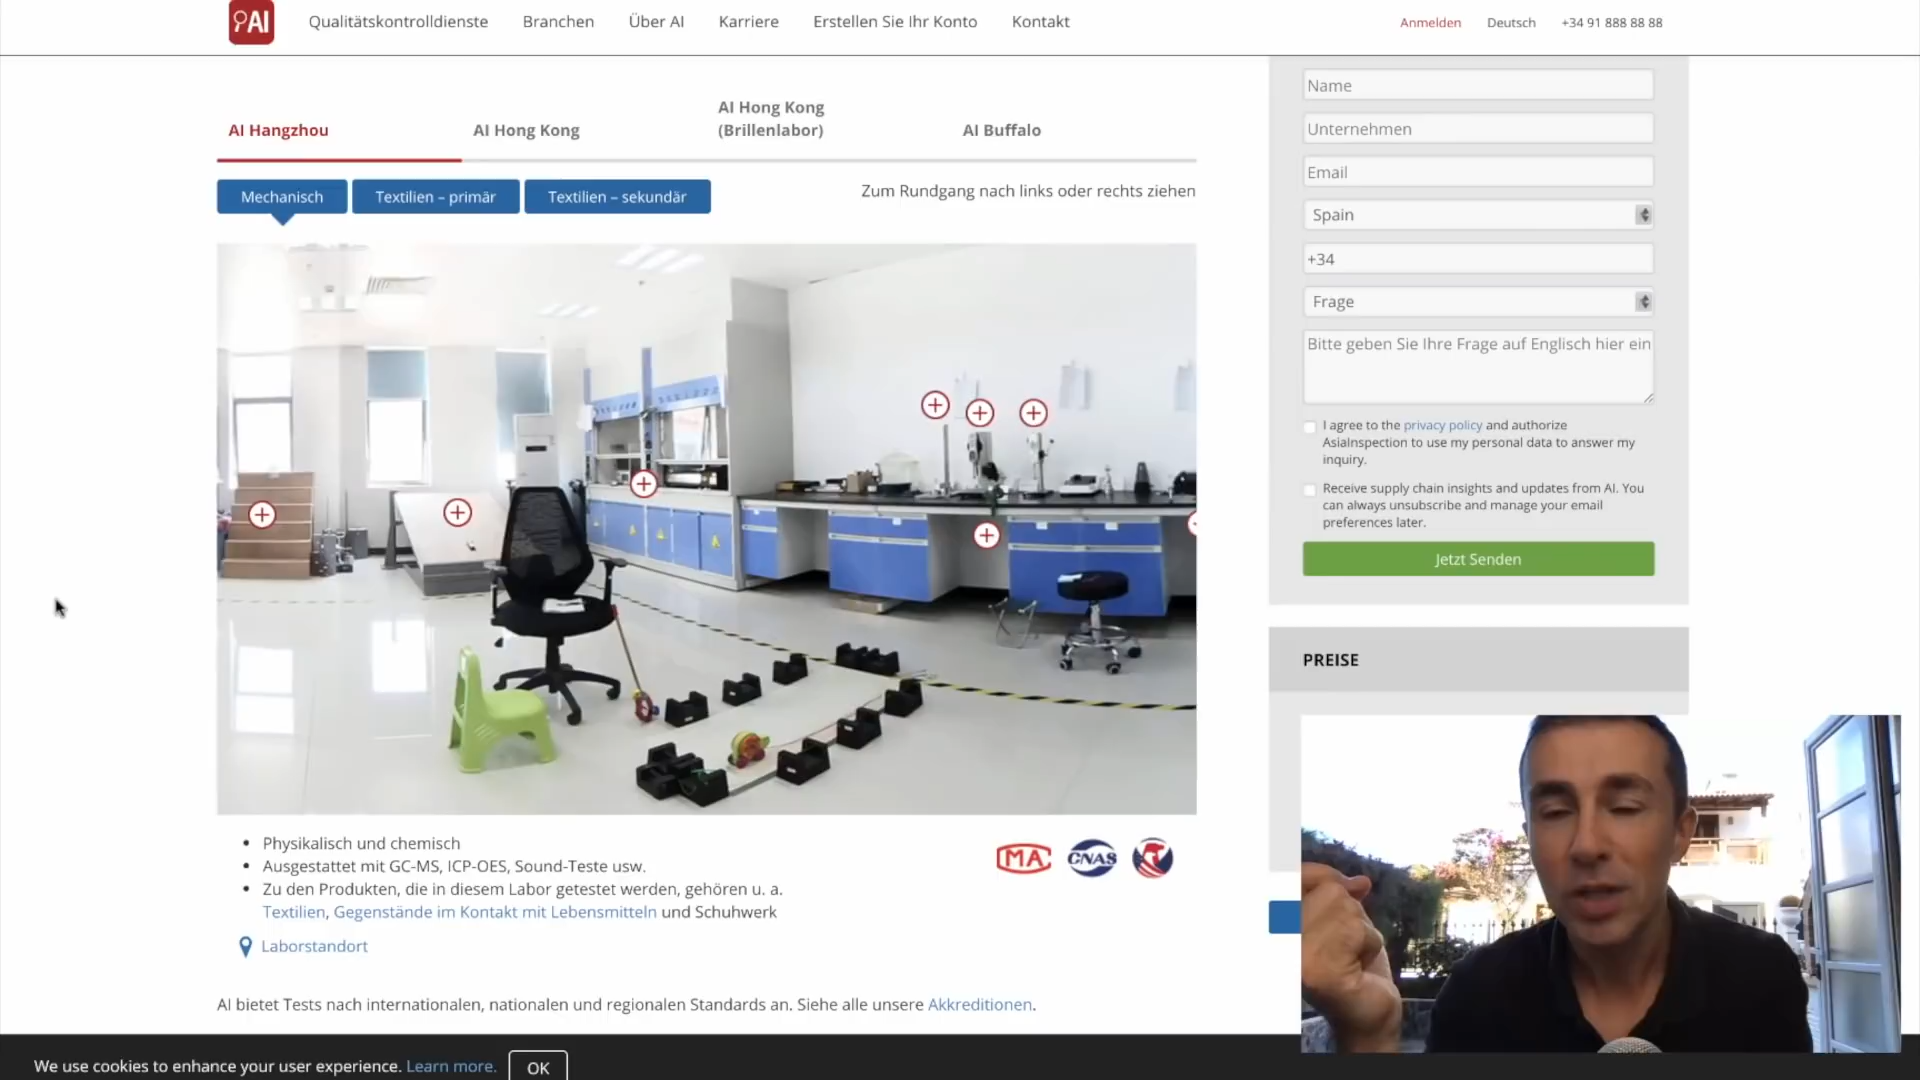 AI
Qualitätskontrolldienste
Branchen
Über AI
Karriere
Erstellen Sie Ihr Konto
Kontakt
Anmelden
Deutsch
+34 91 888 88 88
AI Hangzhou
AI Hong Kong
AI Hong Kong
(Brillenlabor)
AI Buffalo
Mechanisch
Textilien – primär
Textilien – sekundär
Zum Rundgang nach links oder rechts ziehen
Physikalisch und chemisch
Ausgestattet mit GC-MS, ICP-OES, Sound-Teste usw.
Zu den Produkten, die in diesem Labor getestet werden, gehören u. a.
Textilien, Gegenstände im Kontakt mit Lebensmitteln und Schuhwerk
MA
CNAS
Laborstandort
AI bietet Tests nach internationalen, nationalen und regionalen Standards an. Siehe alle unsere Akkreditionen.
Name
Unternehmen
Email
Spain
+34
Frage
Bitte geben Sie Ihre Frage auf Englisch hier ein
I agree to the privacy policy and authorize
AsiaInspection to use my personal data to answer my
inquiry.
Receive supply chain insights and updates from AI. You
can always unsubscribe and manage your email
preferences later.
Jetzt Senden
PREISE
We use cookies to enhance your user experience. Learn more.
OK